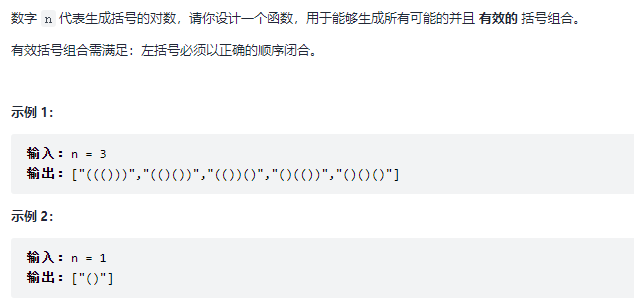 数字 n 代表生成括号的对数，请你设计一个函数，用于能够生成所有可能的并且 有效的 括号组合。
有效括号组合需满足：左括号必须以正确的顺序闭合。
示例 1：
输入：n = 3
输出：["((()))","(()())","(())()","()(())","()()()"]
示例 2：
输入：n = 1
输出：["()"]